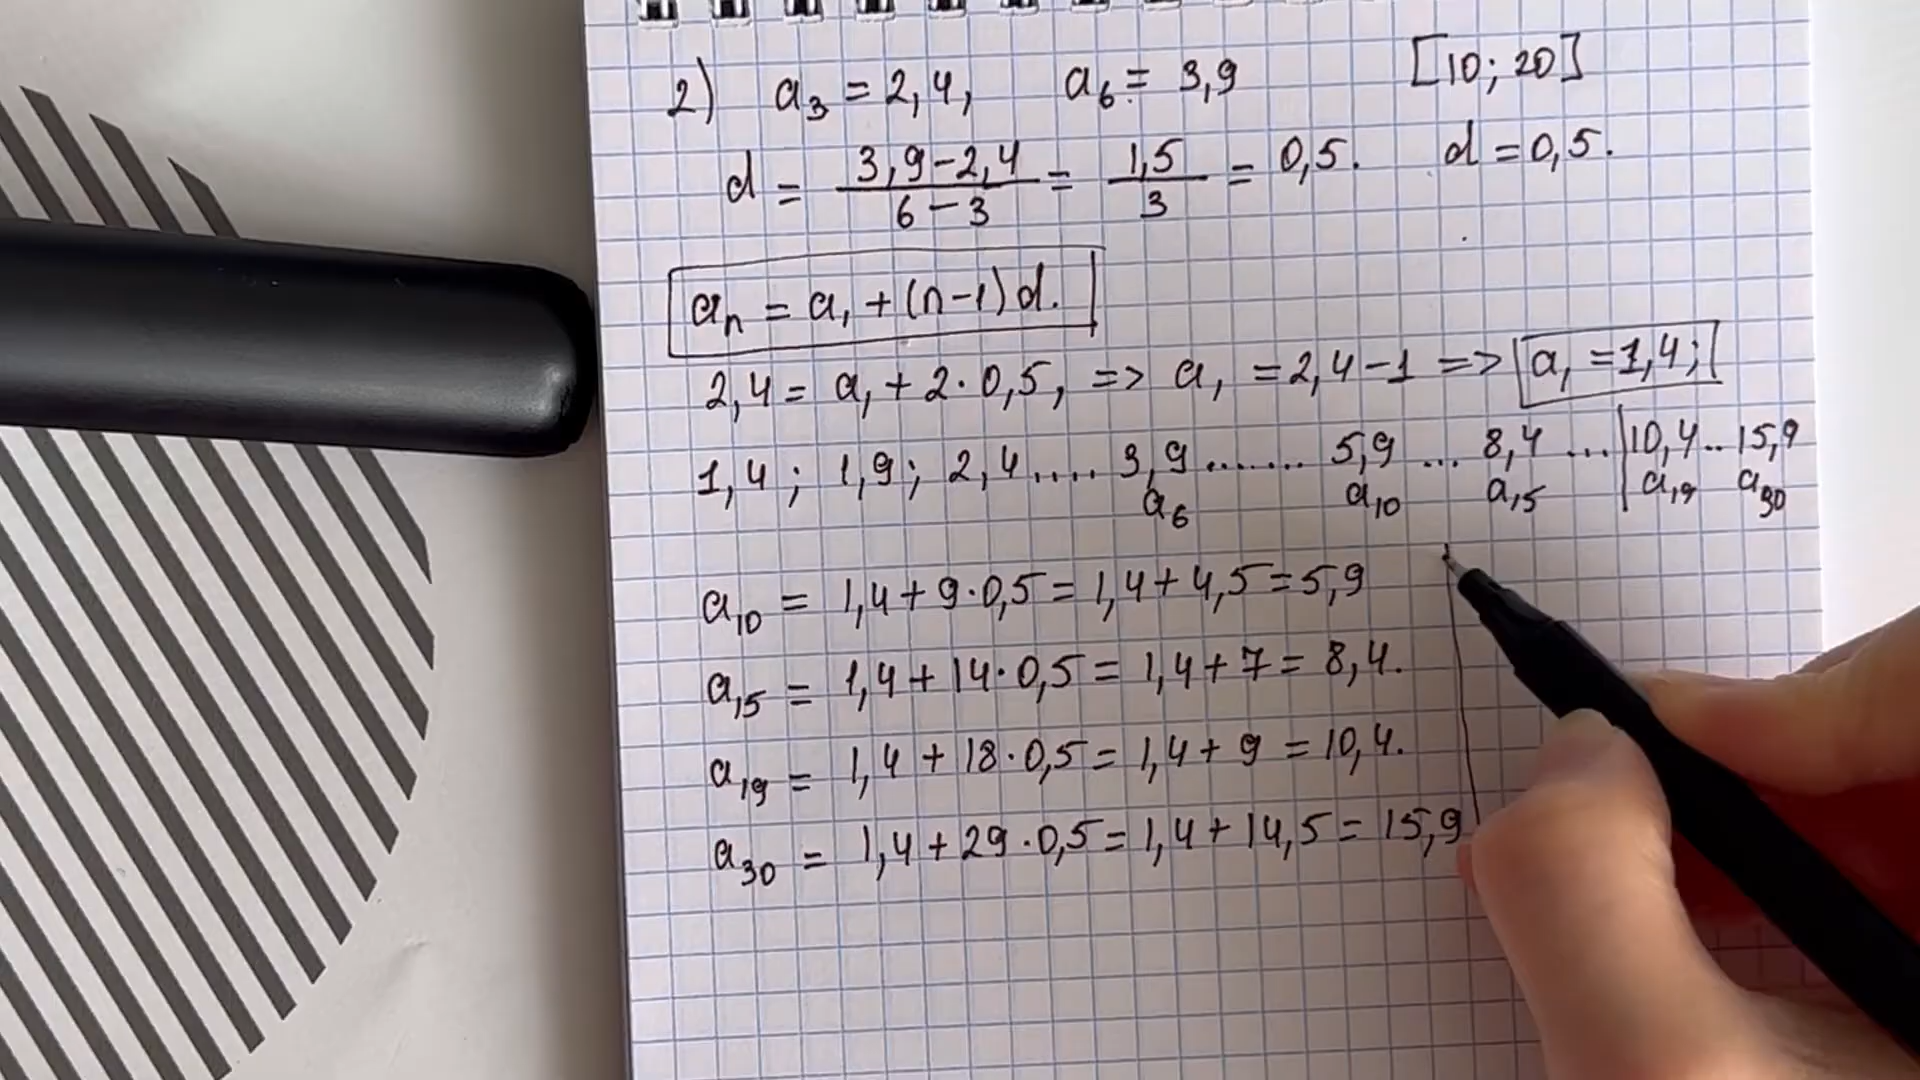 2) a₃ = 2,4, a₆ = 3,9 [10; 20]
d = (3,9 – 2,4)/(6 – 3) = 1,5/3 = 0,5. d = 0,5.
aₙ = a₁ + (n-1)d.
2,4 = a₁ + 2·0,5, => a₁ = 2,4 – 1 => a₁ = 1,4;
1,4; 1,9; 2,4 .... 3,9 ....... 5,9 ... 8,4 ... |10,4 .. 15,9
a₆ a₁₀ a₁₅ a₁₉ a₃₀
a₁₀ = 1,4 + 9·0,5 = 1,4 + 4,5 = 5,9
a₁₅ = 1,4 + 14·0,5 = 1,4 + 7 = 8,4.
a₁₉ = 1,4 + 18·0,5 = 1,4 + 9 = 10,4.
a₃₀ = 1,4 + 29·0,5 = 1,4 + 14,5 = 15,9